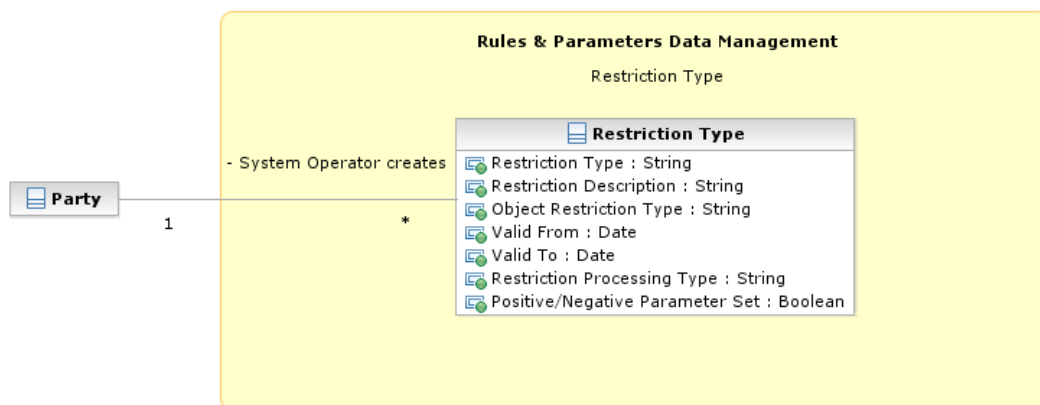 Rules & Parameters Data Management
Restriction Type
Restriction Type
- System Operator creates
Restriction Type : String
Restriction Description : String
Party
Object Restriction Type : String
1
*
Valid From : Date
Valid To : Date
Restriction Processing Type : String
Positive/Negative Parameter Set : Boolean